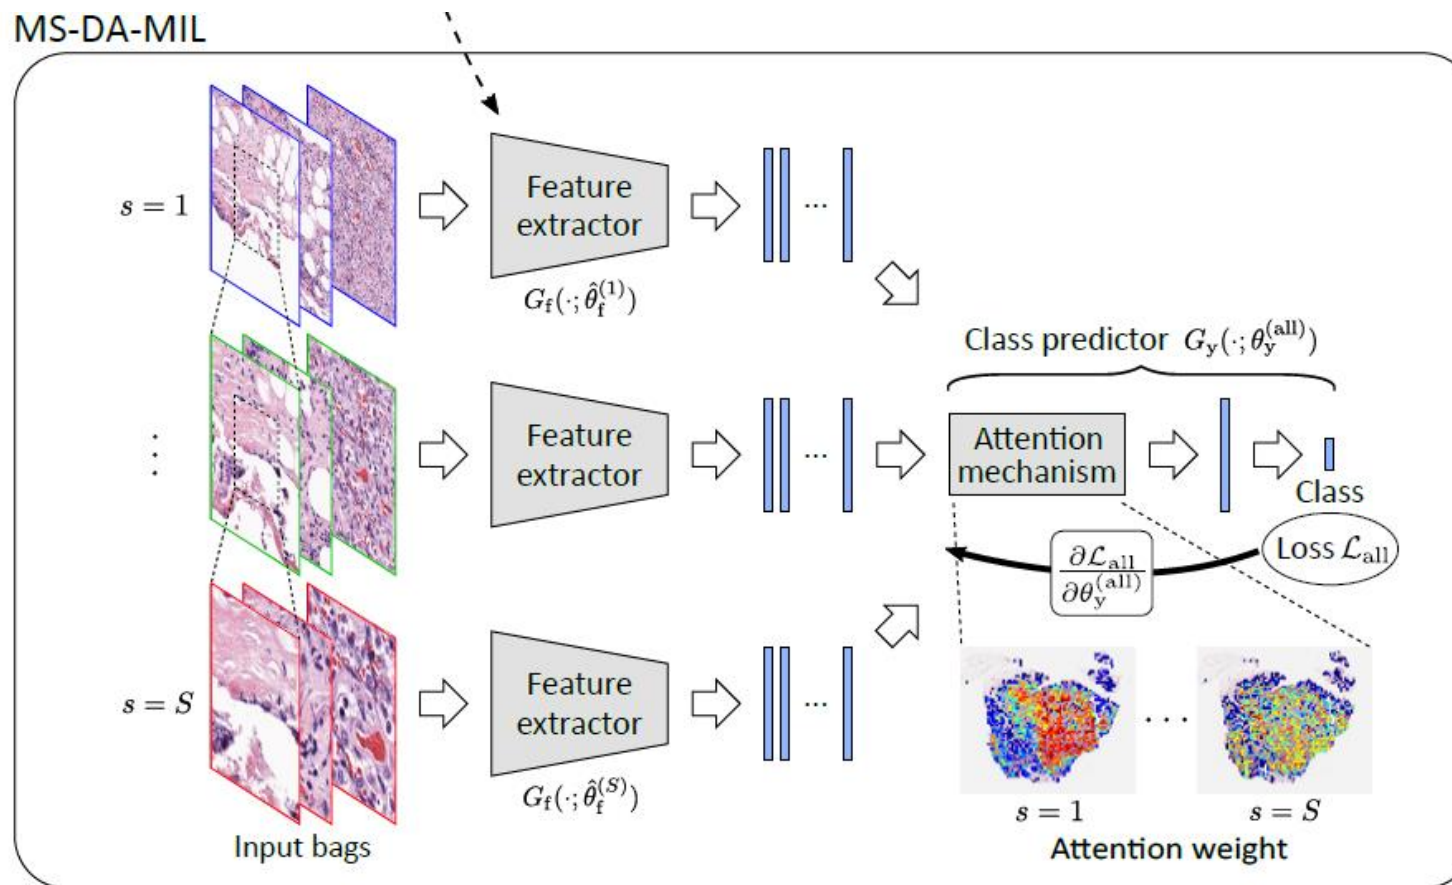 MS-DA-MIL
s = 1
Feature
extractor
...
G_f(·; θ̂_f^(1))
Class predictor G_y(·; θ_y^(all))
⋮
Feature
extractor
...
Attention
mechanism
Class
Loss ℒ_all
∂ℒ_all
∂θ_y^(all)
s = S
Feature
extractor
...
G_f(·; θ̂_f^(S))
· · ·
s = 1
s = S
Input bags
Attention weight